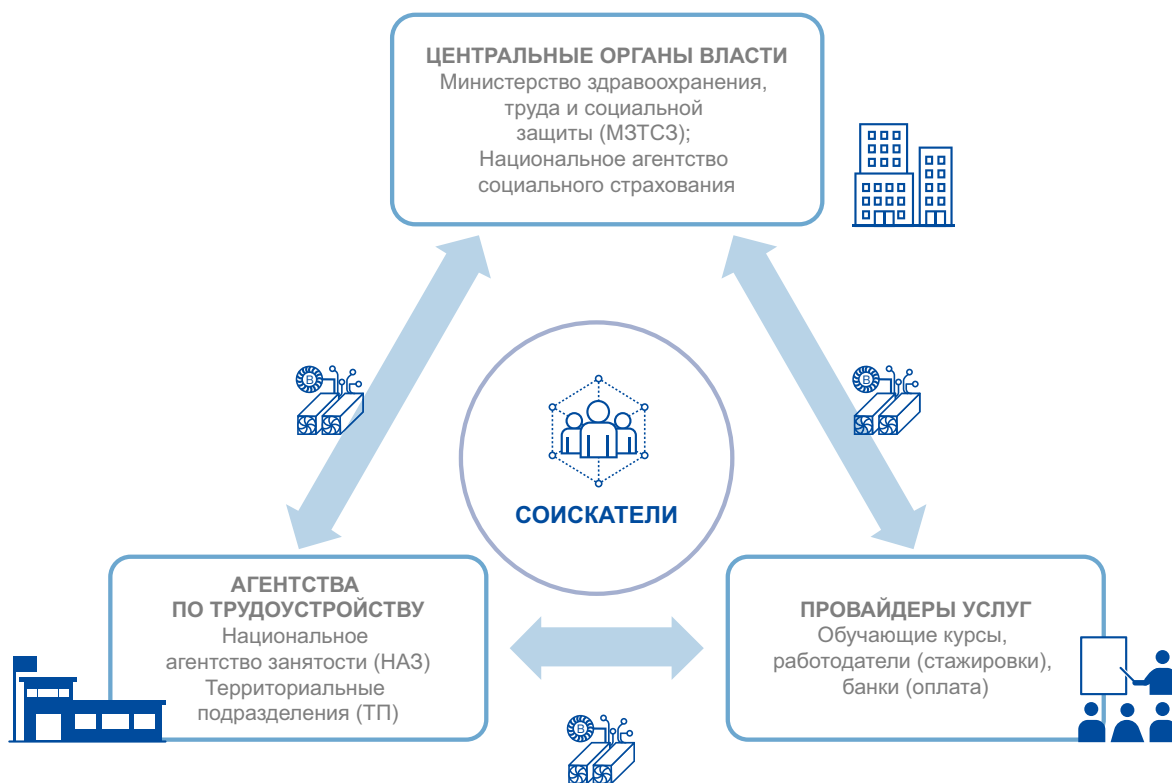 ЦЕНТРАЛЬНЫЕ ОРГАНЫ ВЛАСТИ
Министерство здравоохранения,
труда и социальной
защиты (МЗТСЗ);
Национальное агентство
социального страхования
B
B
СОИСКАТЕЛИ
АГЕНТСТВА
ПО ТРУДОУСТРОЙСТВУ
Национальное
агентство занятости (НАЗ)
Территориальные
подразделения (ТП)
ПРОВАЙДЕРЫ УСЛУГ
Обучающие курсы,
работодатели (стажировки),
банки (оплата)
B